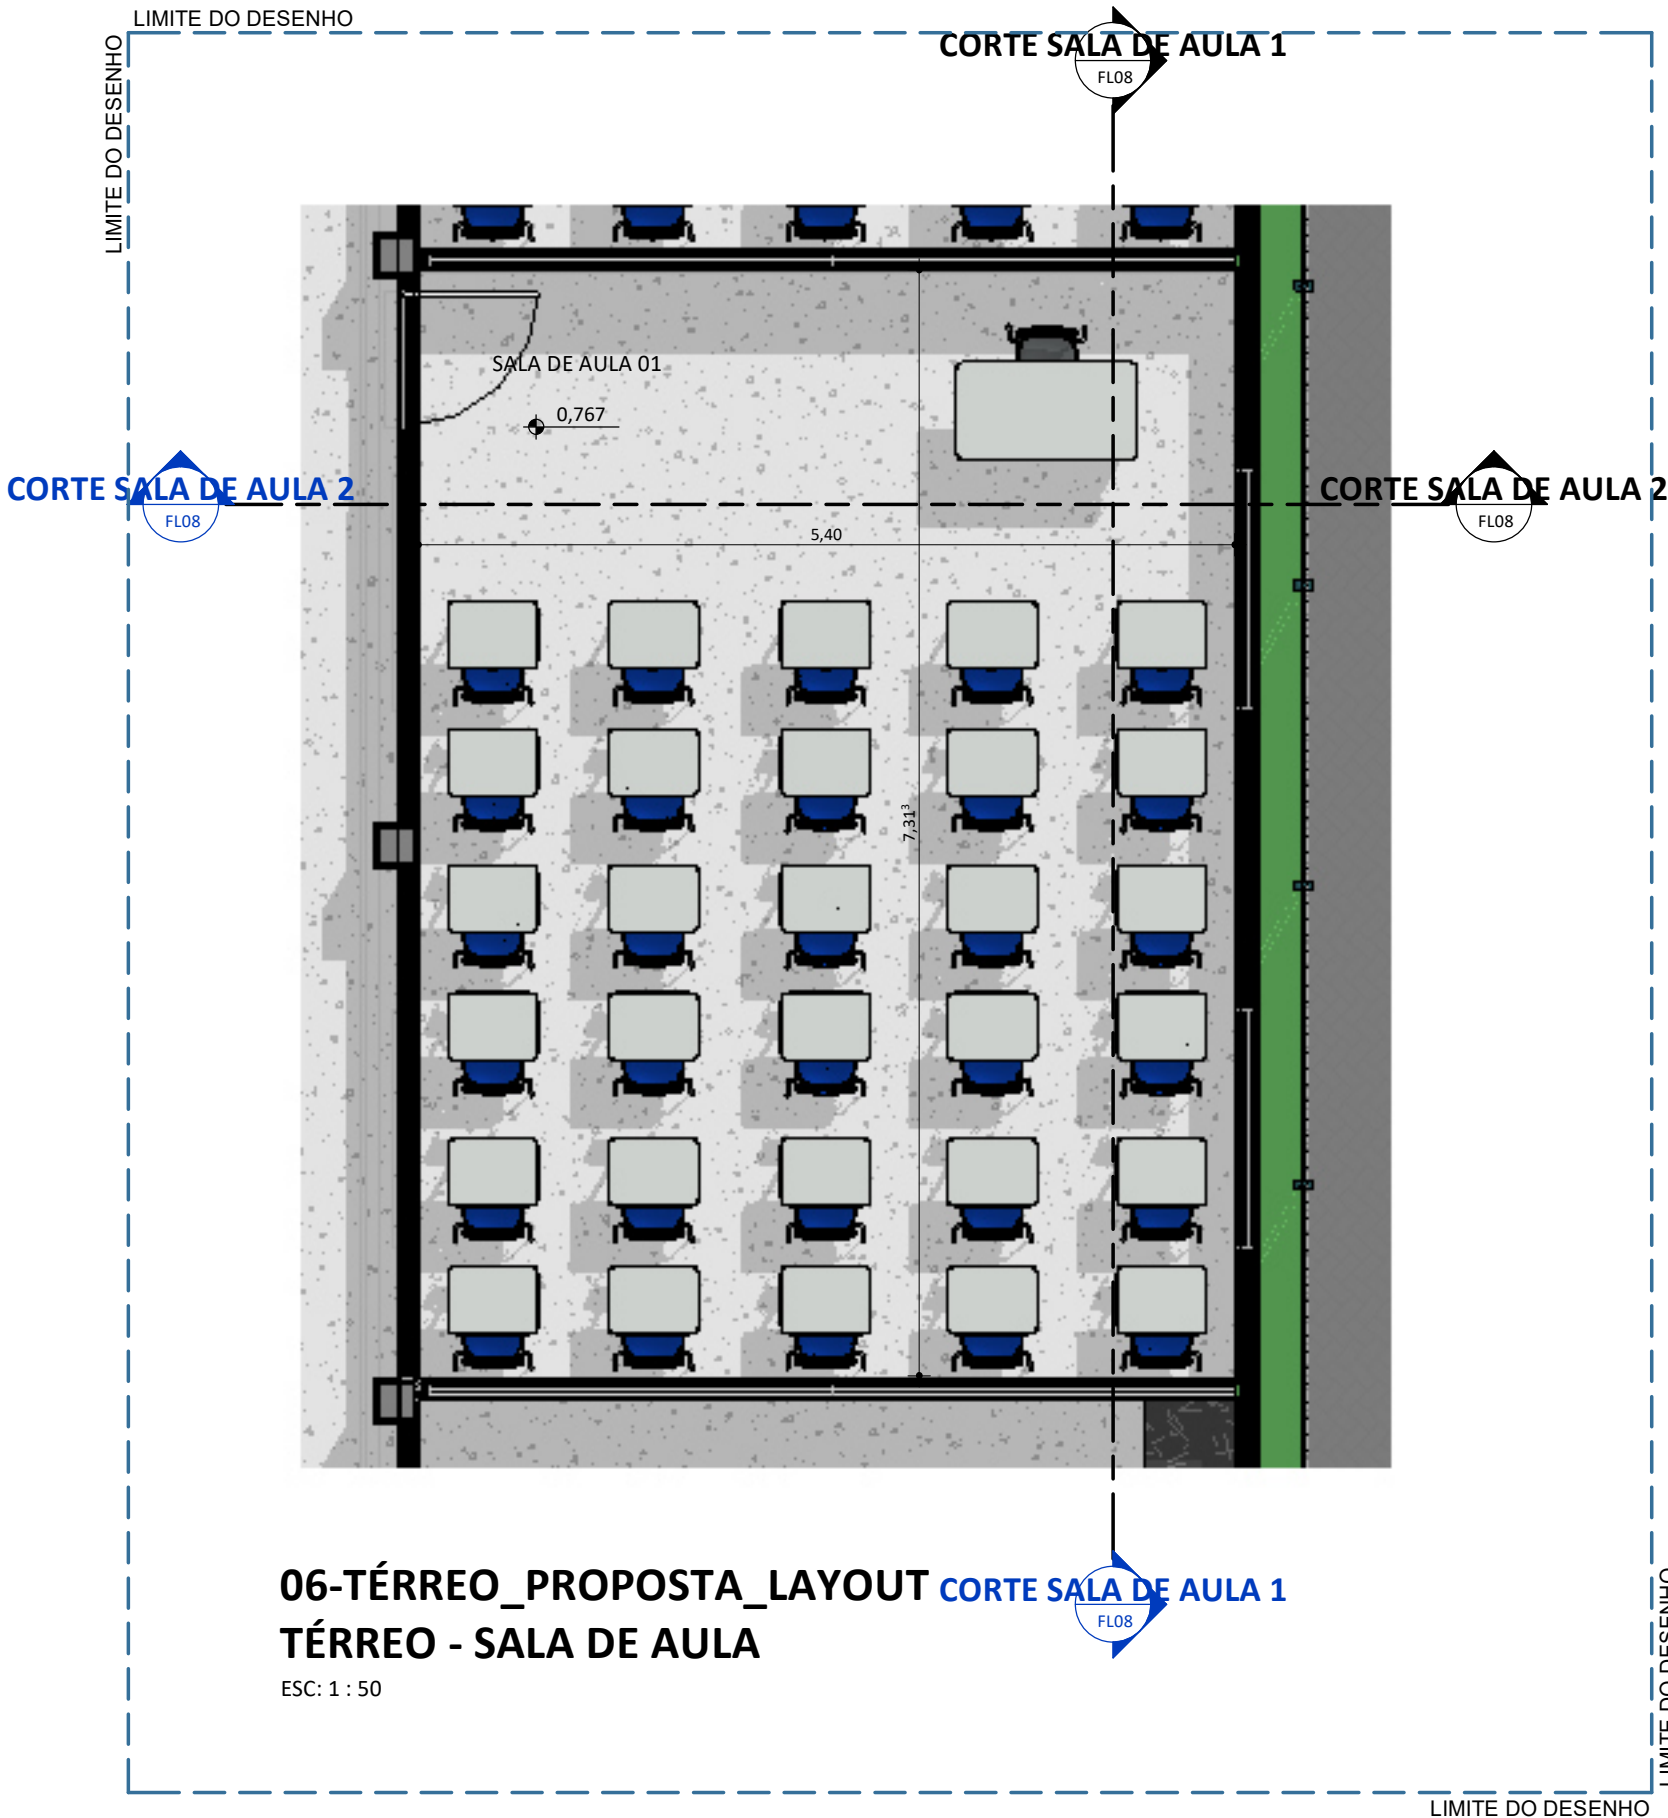 LIMITE DO DESENHO
LIMITE DO DESENHO
CORTE SALA DE AULA 1
FL08
SALA DE AULA 01
0,767
CORTE SALA DE AULA 2
FL08
CORTE SALA DE AULA 2
FL08
5,40
7,31³
06-TÉRREO_PROPOSTA_LAYOUT
TÉRREO - SALA DE AULA
ESC: 1 : 50
CORTE SALA DE AULA 1
FL08
LIMITE DO DESENHO
LIMITE DO DESENHO